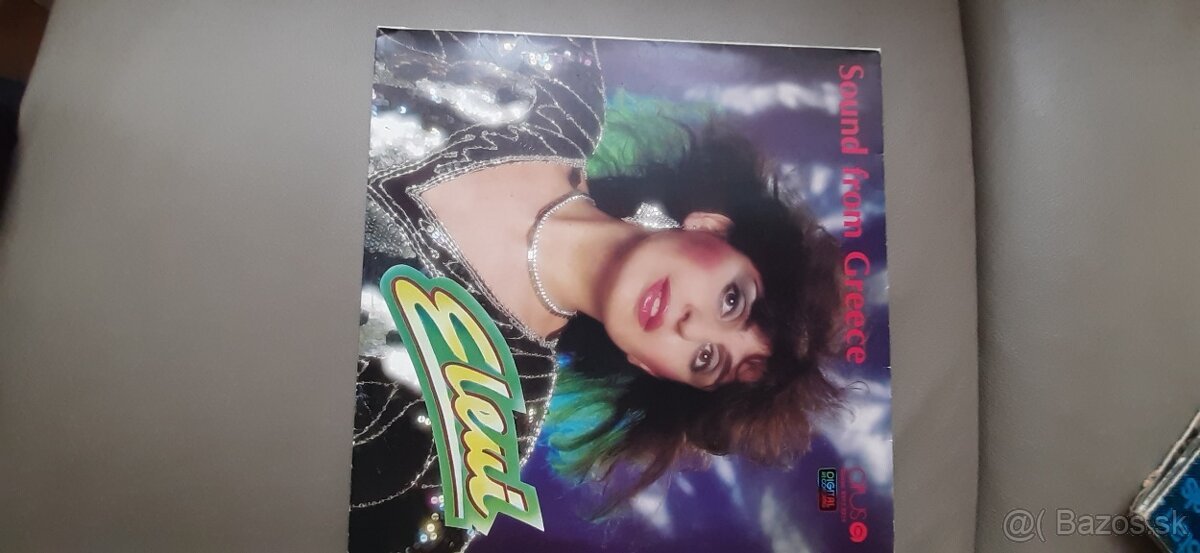 Sound from Greece
OPUS
DIGITAL
Eleni
@( Bazos.sk